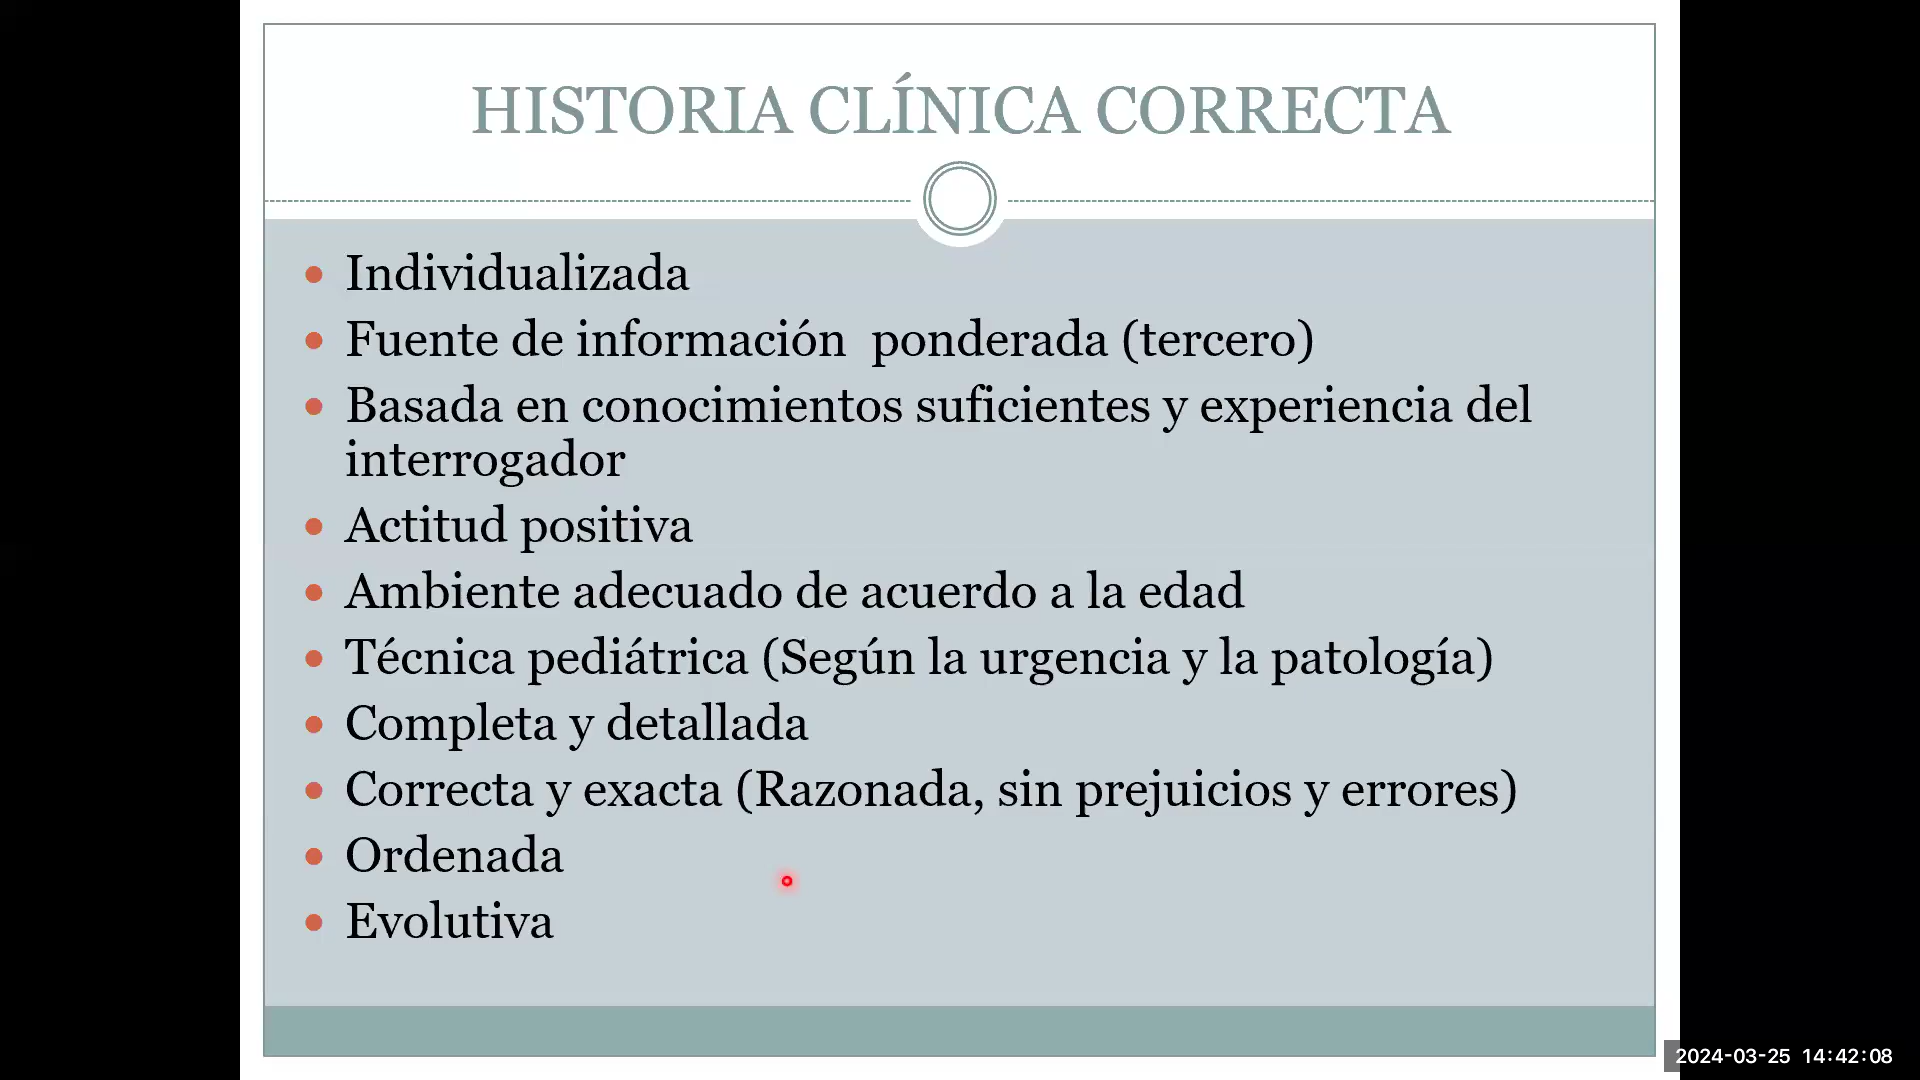 HISTORIA CLÍNICA CORRECTA
Individualizada
Fuente de información  ponderada (tercero)
Basada en conocimientos suficientes y experiencia del
interrogador
Actitud positiva
Ambiente adecuado de acuerdo a la edad
Técnica pediátrica (Según la urgencia y la patología)
Completa y detallada
Correcta y exacta (Razonada, sin prejuicios y errores)
Ordenada
Evolutiva
2024-03-25 14:42:08